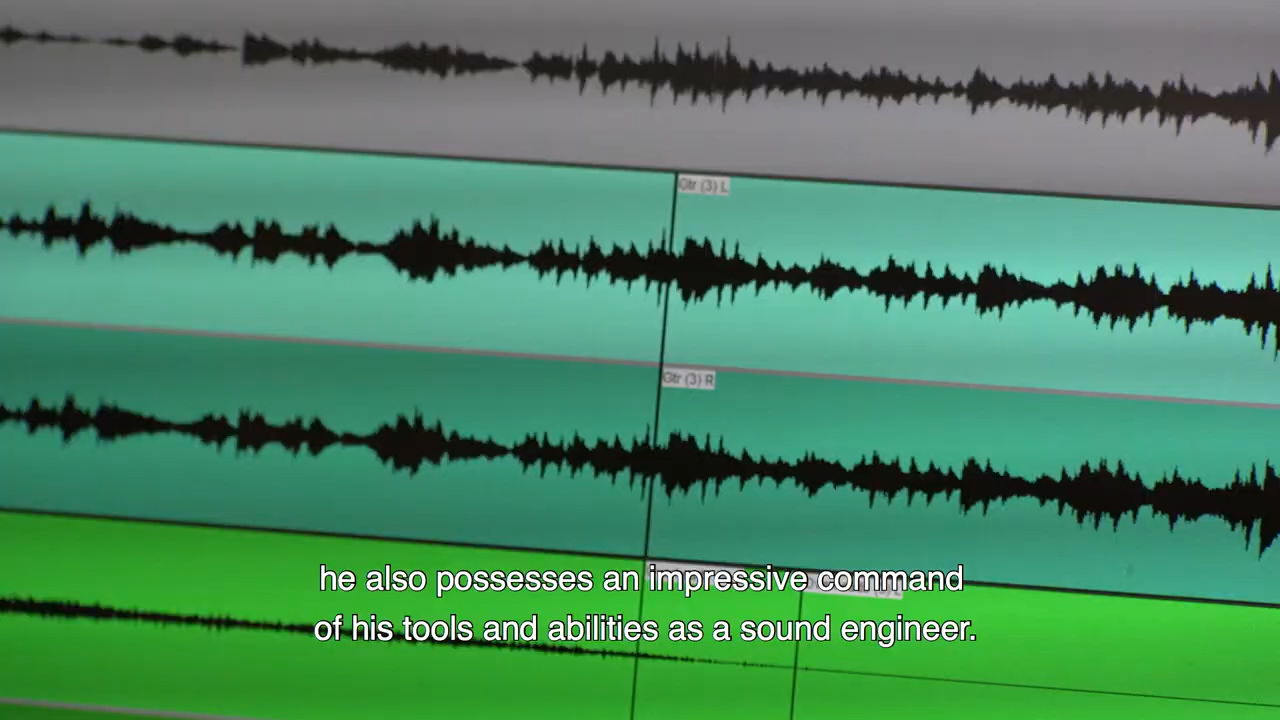 Gtr (3) L
Gtr (3) R
he also possesses an impressive command
of his tools and abilities as a sound engineer.